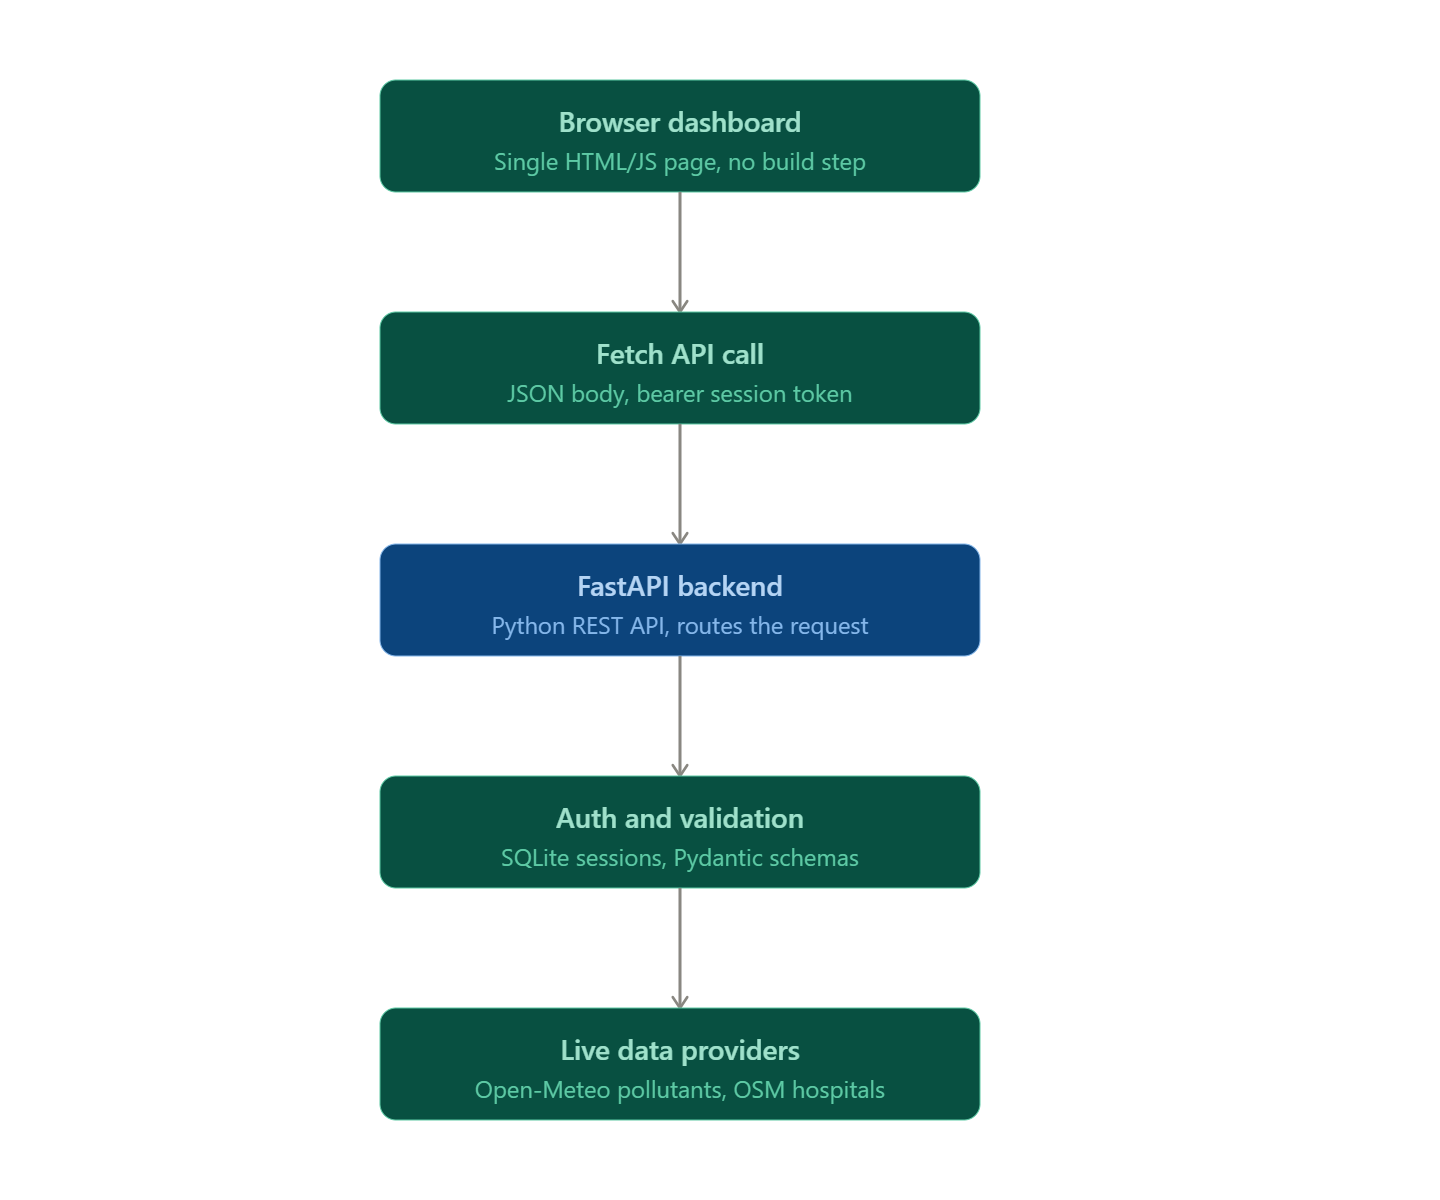 Browser dashboard
Single HTML/JS page, no build step
Fetch API call
JSON body, bearer session token
FastAPI backend
Python REST API, routes the request
Auth and validation
SQLite sessions, Pydantic schemas
Live data providers
Open-Meteo pollutants, OSM hospitals